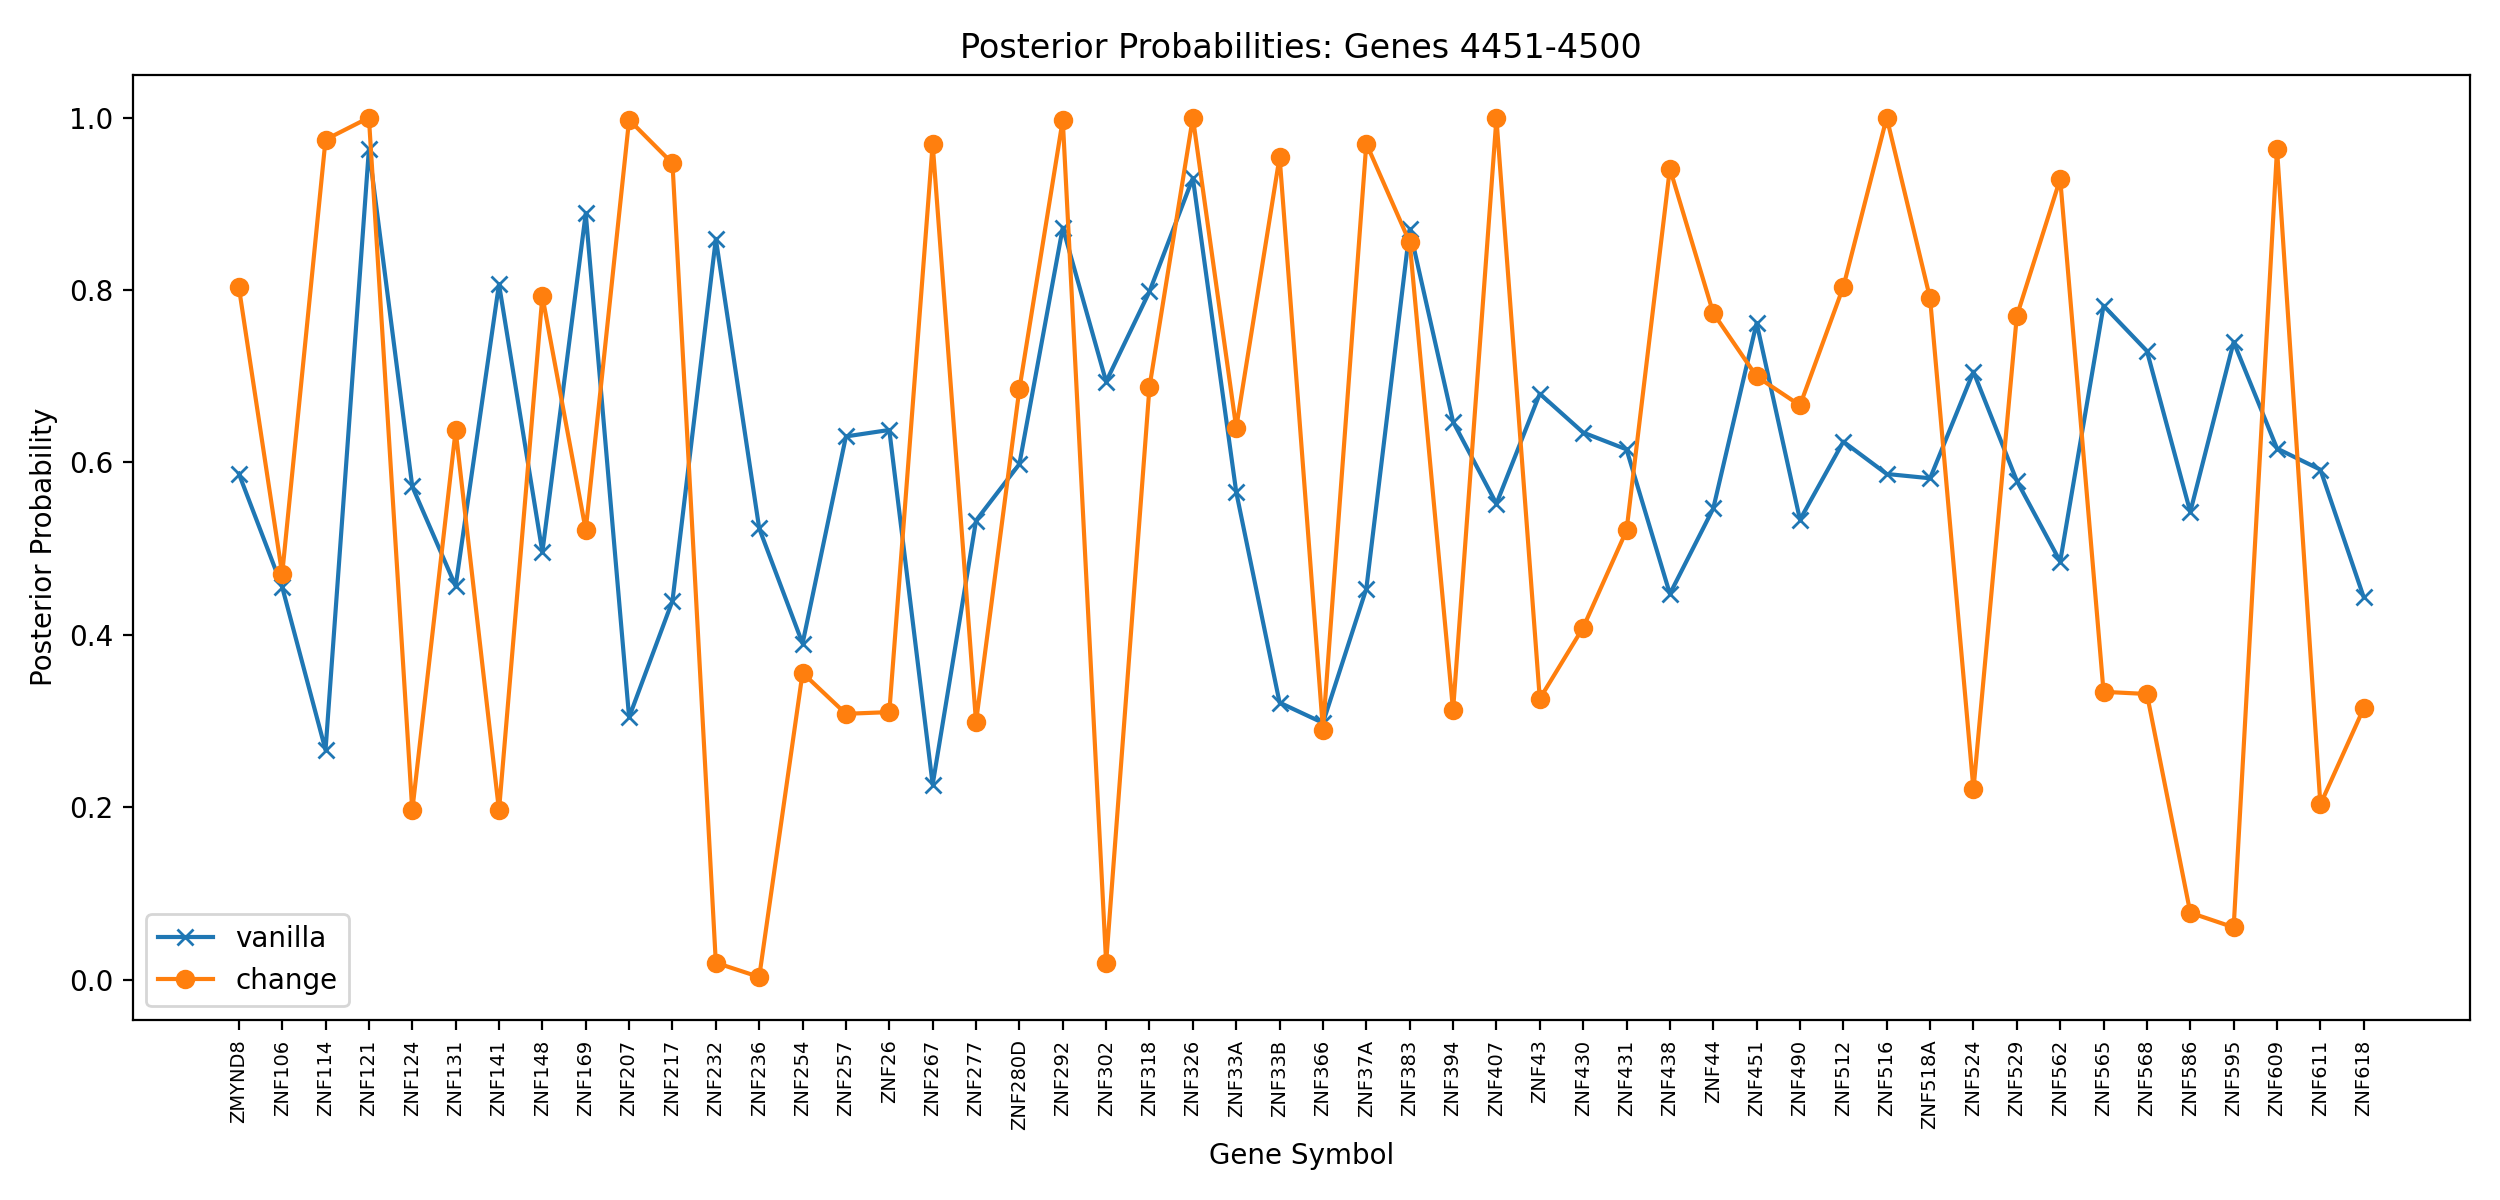 Posterior Probabilities: Genes 4451-4500
Posterior Probability
1.0
0.8
0.6
0.4
0.2
0.0
vanilla
change
ZMYND8
ZNF106
ZNF114
ZNF121
ZNF124
ZNF131
ZNF141
ZNF148
ZNF169
ZNF207
ZNF217
ZNF232
ZNF236
ZNF254
ZNF257
ZNF26
ZNF267
ZNF277
ZNF280D
ZNF292
ZNF302
ZNF318
ZNF326
ZNF33A
ZNF33B
ZNF366
ZNF37A
ZNF383
ZNF394
ZNF407
ZNF43
ZNF430
ZNF431
ZNF438
ZNF44
ZNF451
ZNF490
ZNF512
ZNF516
ZNF518A
ZNF524
ZNF529
ZNF562
ZNF565
ZNF568
ZNF586
ZNF595
ZNF609
ZNF611
ZNF618
Gene Symbol